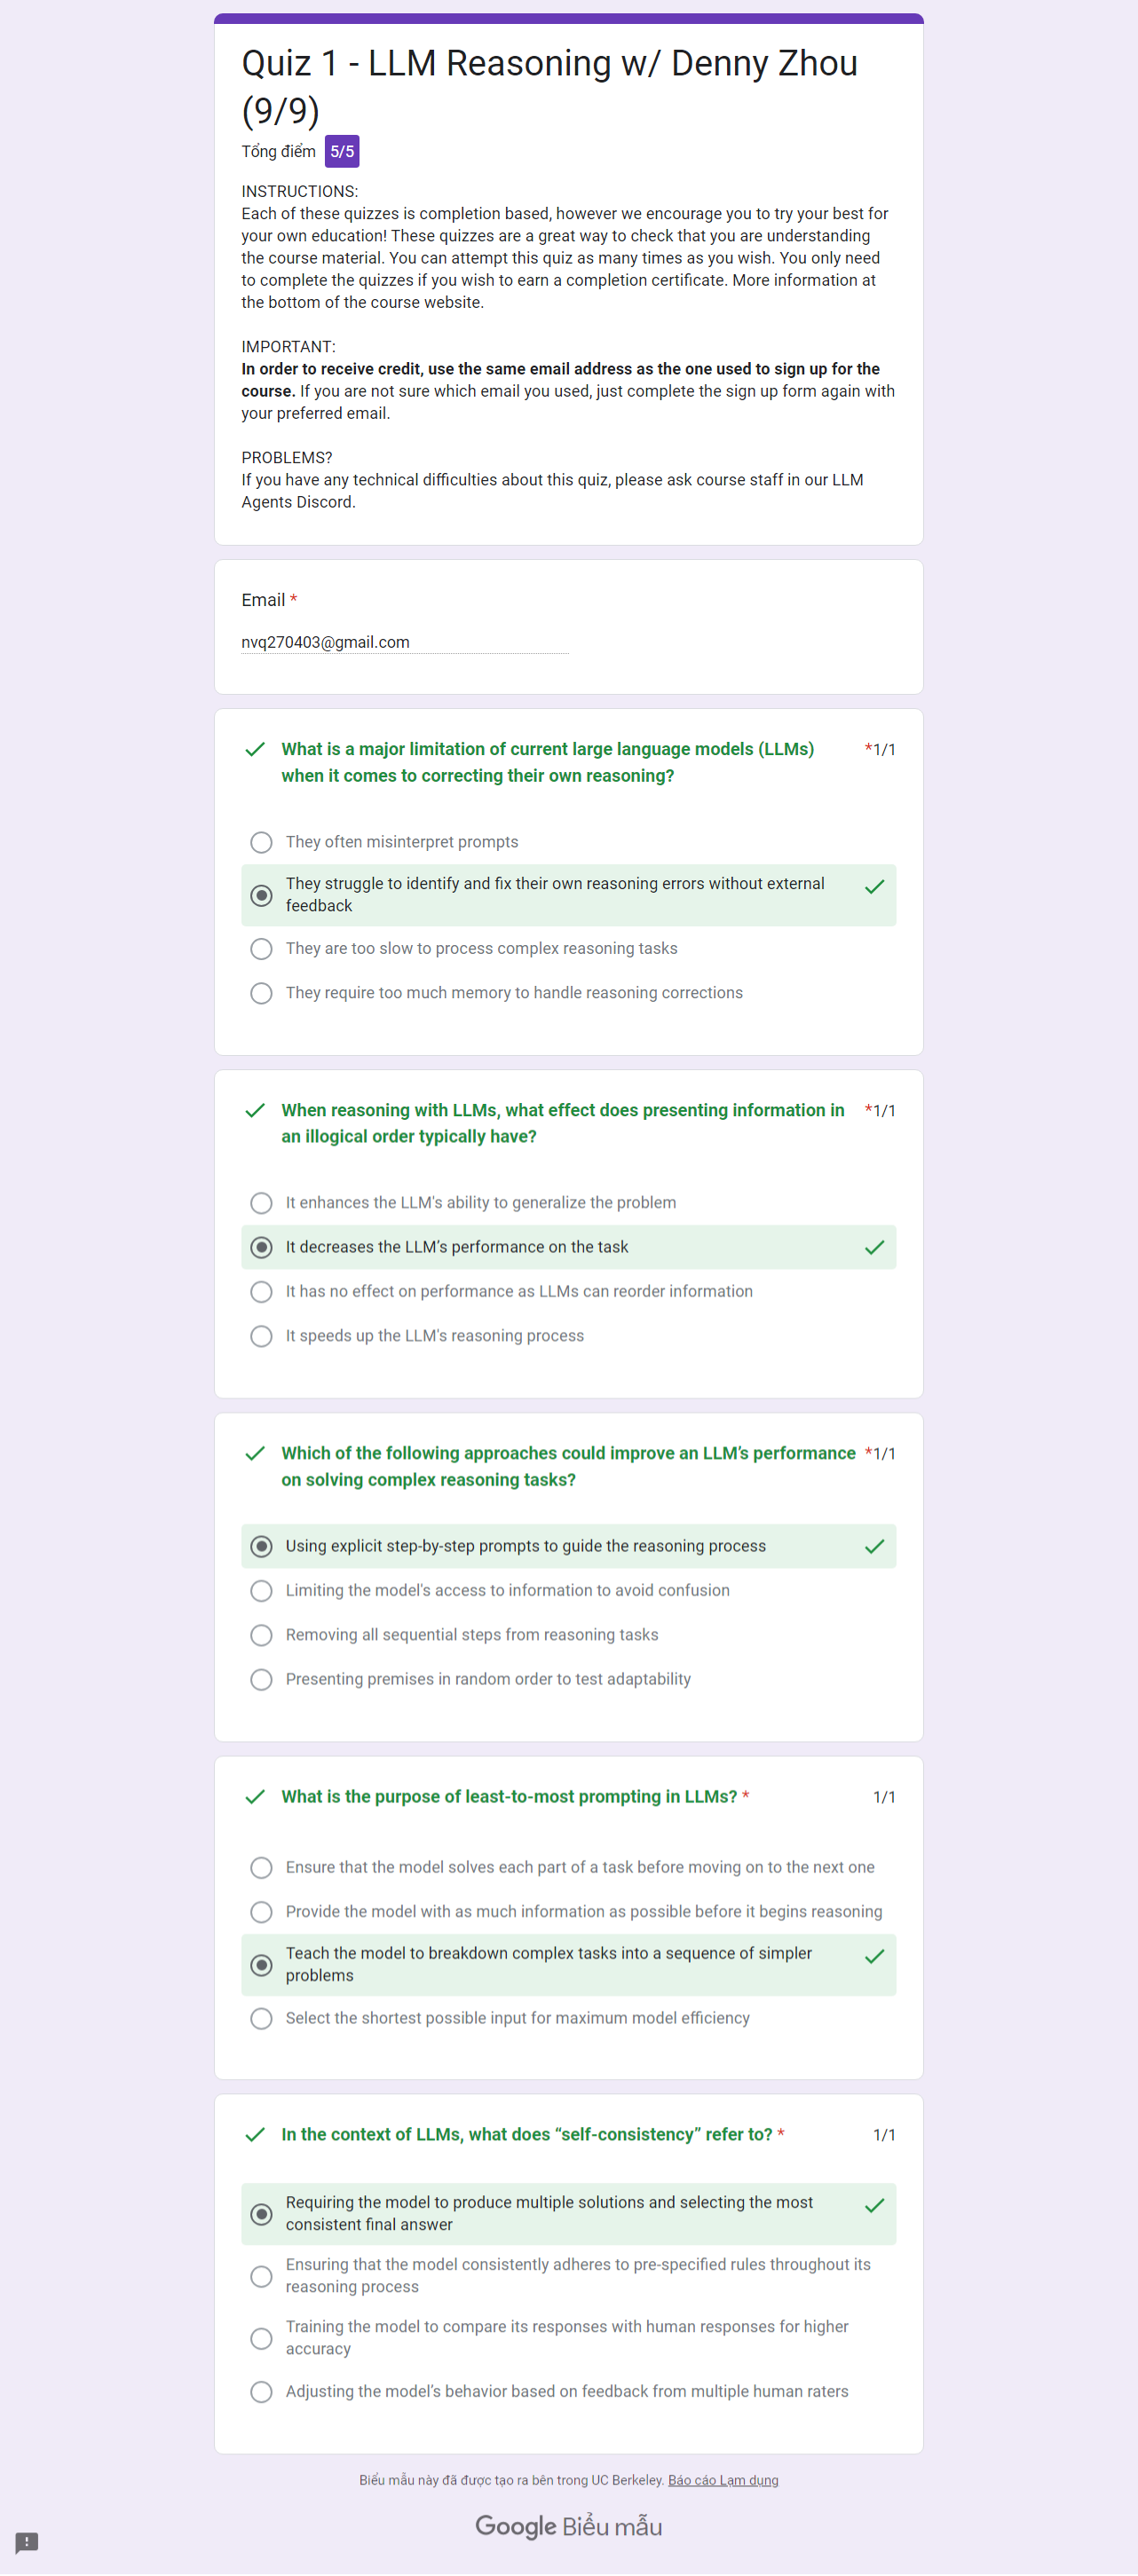 Quiz 1 - LLM Reasoning w/ Denny Zhou
(9/9)
Tổng điểm 5/5
INSTRUCTIONS:
Each of these quizzes is completion based, however we encourage you to try your best for
your own education! These quizzes are a great way to check that you are understanding
the course material. You can attempt this quiz as many times as you wish. You only need
to complete the quizzes if you wish to earn a completion certificate. More information at
the bottom of the course website.
IMPORTANT:
In order to receive credit, use the same email address as the one used to sign up for the
course. If you are not sure which email you used, just complete the sign up form again with
your preferred email.
PROBLEMS?
If you have any technical difficulties about this quiz, please ask course staff in our LLM
Agents Discord.
Email *
nvq270403@gmail.com
What is a major limitation of current large language models (LLMs) *1/1
when it comes to correcting their own reasoning?
They often misinterpret prompts
They struggle to identify and fix their own reasoning errors without external
feedback
They are too slow to process complex reasoning tasks
They require too much memory to handle reasoning corrections
When reasoning with LLMs, what effect does presenting information in *1/1
an illogical order typically have?
It enhances the LLM's ability to generalize the problem
It decreases the LLM’s performance on the task
It has no effect on performance as LLMs can reorder information
It speeds up the LLM's reasoning process
Which of the following approaches could improve an LLM’s performance *1/1
on solving complex reasoning tasks?
Using explicit step-by-step prompts to guide the reasoning process
Limiting the model's access to information to avoid confusion
Removing all sequential steps from reasoning tasks
Presenting premises in random order to test adaptability
What is the purpose of least-to-most prompting in LLMs? * 1/1
Ensure that the model solves each part of a task before moving on to the next one
Provide the model with as much information as possible before it begins reasoning
Teach the model to breakdown complex tasks into a sequence of simpler
problems
Select the shortest possible input for maximum model efficiency
In the context of LLMs, what does “self-consistency” refer to? * 1/1
Requiring the model to produce multiple solutions and selecting the most
consistent final answer
Ensuring that the model consistently adheres to pre-specified rules throughout its
reasoning process
Training the model to compare its responses with human responses for higher
accuracy
Adjusting the model’s behavior based on feedback from multiple human raters
Biểu mẫu này đã được tạo ra bên trong UC Berkeley. Báo cáo Lạm dụng
Google Biểu mẫu